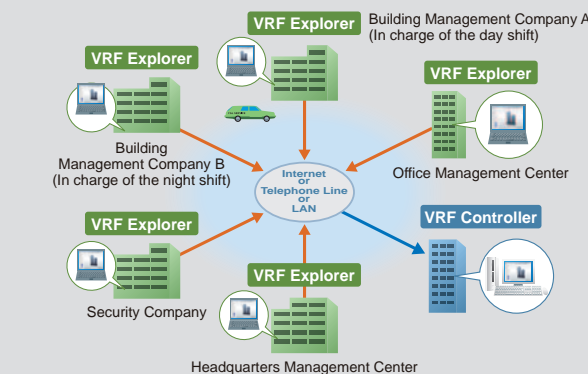 VRF Explorer
Building Management Company A
(In charge of the day shift)
VRF Explorer
VRF Explorer
Building
Management Company B
(In charge of the night shift)
Office Management Center
Internet
or
Telephone Line
or
LAN
VRF Explorer
VRF Controller
Security Company
VRF Explorer
Headquarters Management Center